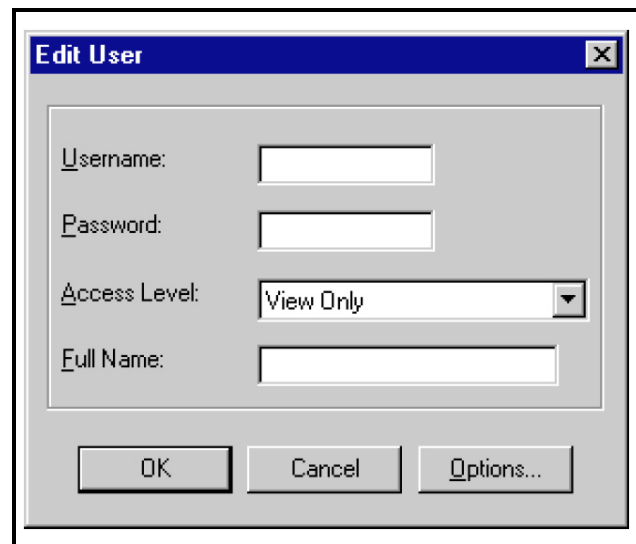 Edit User
Username:
Password:
Access Level: View Only
Full Name:
OK Cancel Options...